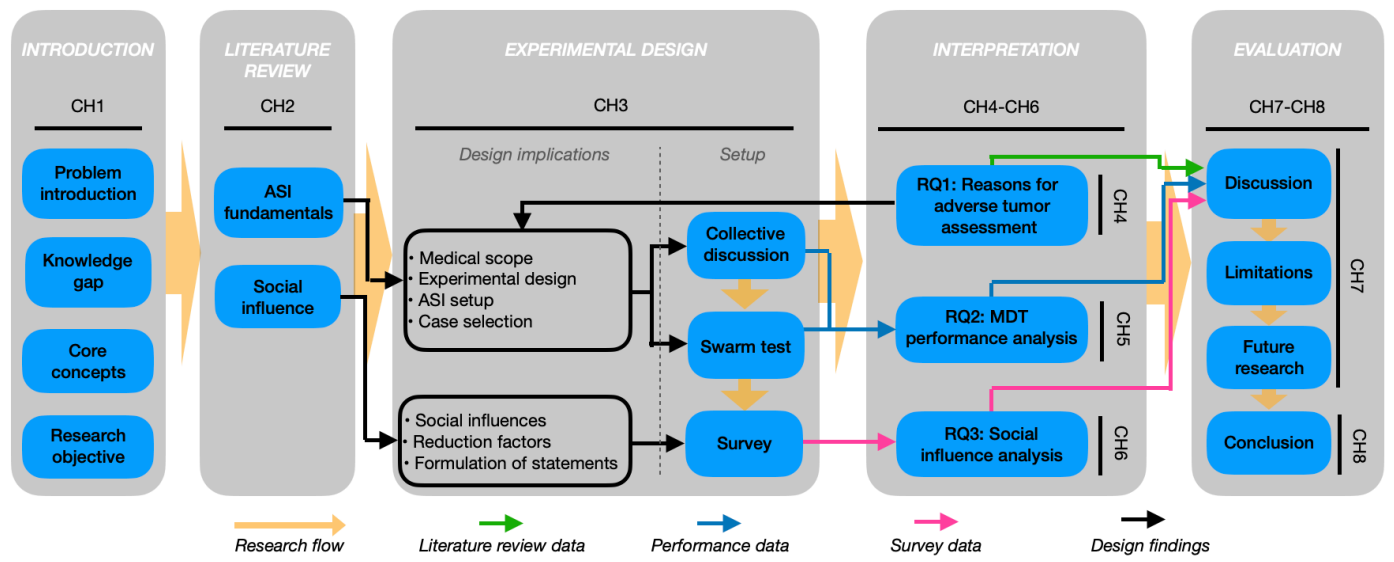 INTRODUCTION
CH1
Problem
introduction
Knowledge
gap
Core
concepts
Research
objective
LITERATURE
REVIEW
CH2
ASI
fundamentals
Social
influence
EXPERIMENTAL DESIGN
CH3
Design implications
Setup
• Medical scope
• Experimental design
• ASI setup
• Case selection
• Social influences
• Reduction factors
• Formulation of statements
Collective
discussion
Swarm test
Survey
INTERPRETATION
CH4-CH6
RQ1: Reasons for
adverse tumor
assessment
CH4
RQ2: MDT
performance analysis
CH5
RQ3: Social
influence analysis
CH6
EVALUATION
CH7-CH8
Discussion
Limitations
Future
research
CH7
Conclusion
CH8
Research flow
Literature review data
Performance data
Survey data
Design findings